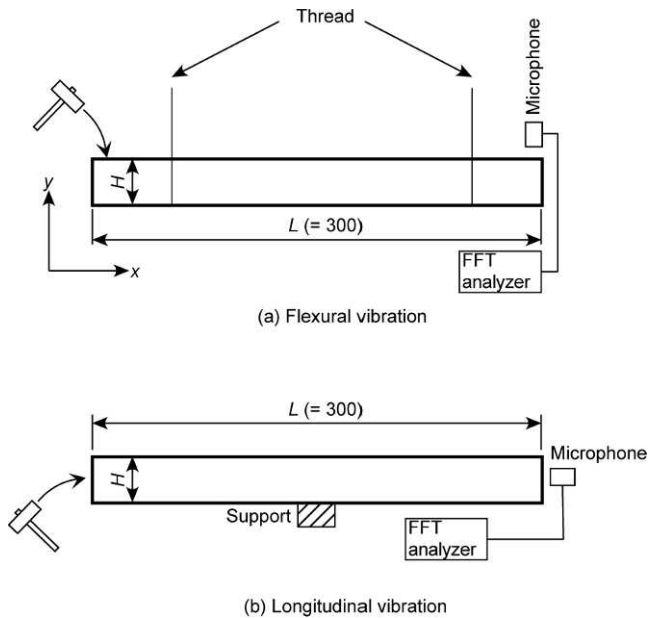 Thread
Microphone
y
H
L (= 300)
x
FFT
analyzer
(a) Flexural vibration
L (= 300)
H
Microphone
Support
FFT
analyzer
(b) Longitudinal vibration